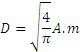 D = √(4/π) A.m